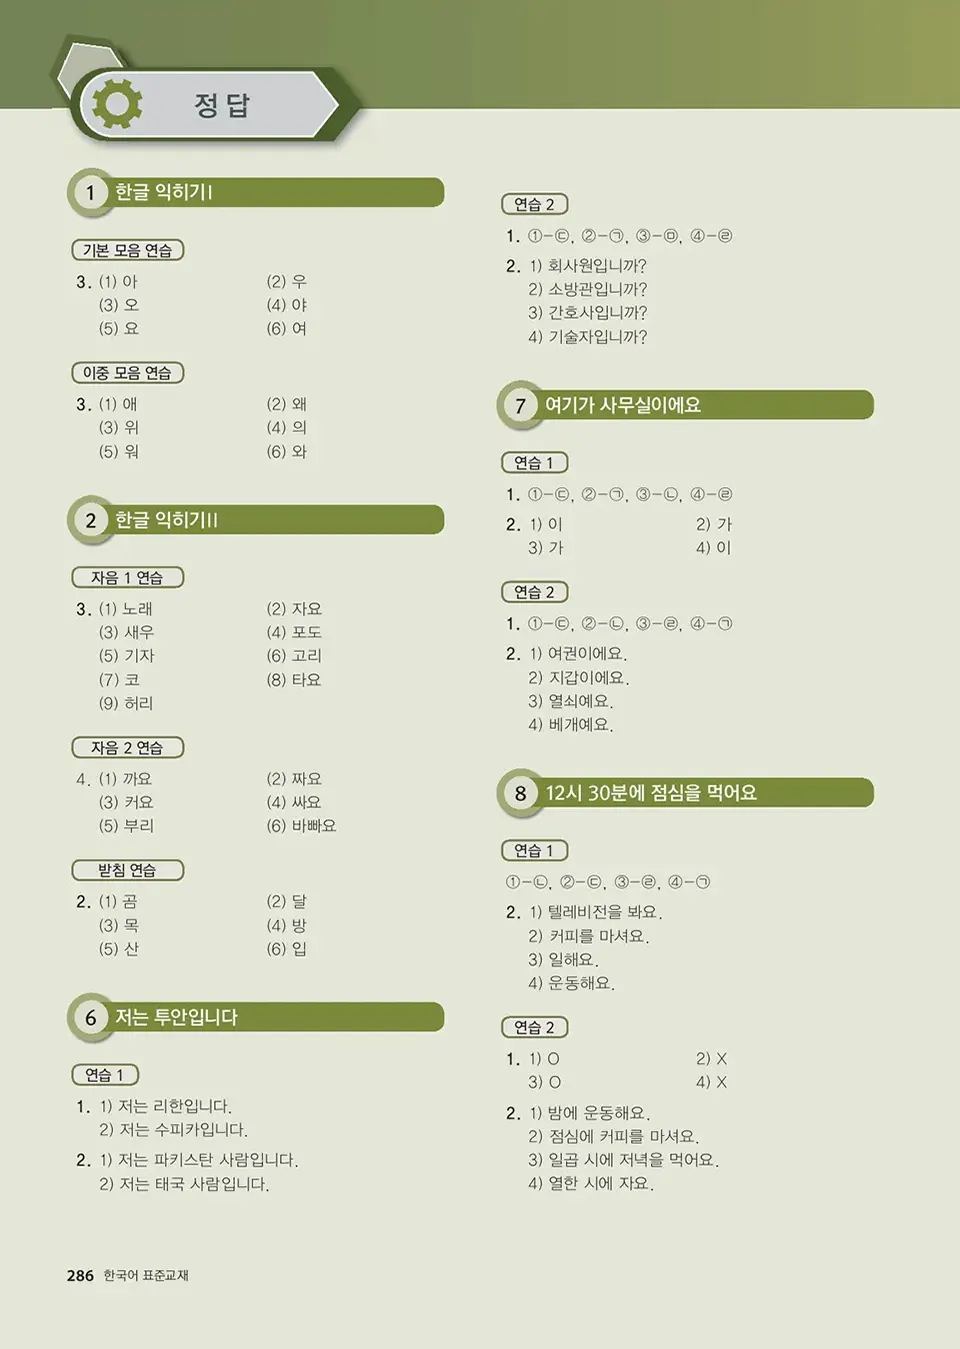 정답
1 한글 익히기I
기본 모음 연습
3. (1) 아 (2) 우
(3) 오 (4) 야
(5) 요 (6) 여
이중 모음 연습
3. (1) 애 (2) 왜
(3) 위 (4) 의
(5) 워 (6) 와
2 한글 익히기II
자음 1 연습
3. (1) 노래 (2) 자요
(3) 새우 (4) 포도
(5) 기자 (6) 고리
(7) 코 (8) 타요
(9) 허리
자음 2 연습
4. (1) 까요 (2) 짜요
(3) 커요 (4) 싸요
(5) 부리 (6) 바빠요
받침 연습
2. (1) 곰 (2) 달
(3) 목 (4) 방
(5) 산 (6) 입
6 저는 투안입니다
연습 1
1. 1) 저는 리한입니다.
2) 저는 수피카입니다.
2. 1) 저는 파키스탄 사람입니다.
2) 저는 태국 사람입니다.
연습 2
1. ①-㉢, ②-㉠, ③-㉤, ④-㉣
2. 1) 회사원입니까?
2) 소방관입니까?
3) 간호사입니까?
4) 기술자입니까?
7 여기가 사무실이에요
연습 1
1. ①-㉢, ②-㉠, ③-㉡, ④-㉣
2. 1) 이 2) 가
3) 가 4) 이
연습 2
1. ①-㉢, ②-㉡, ③-㉣, ④-㉠
2. 1) 여권이에요.
2) 지갑이에요.
3) 열쇠예요.
4) 베개예요.
8 12시 30분에 점심을 먹어요
연습 1
①-㉡, ②-㉢, ③-㉣, ④-㉠
2. 1) 텔레비전을 봐요.
2) 커피를 마셔요.
3) 일해요.
4) 운동해요.
연습 2
1. 1) O 2) X
3) O 4) X
2. 1) 밤에 운동해요.
2) 점심에 커피를 마셔요.
3) 일곱 시에 저녁을 먹어요.
4) 열한 시에 자요.
286 한국어 표준교재